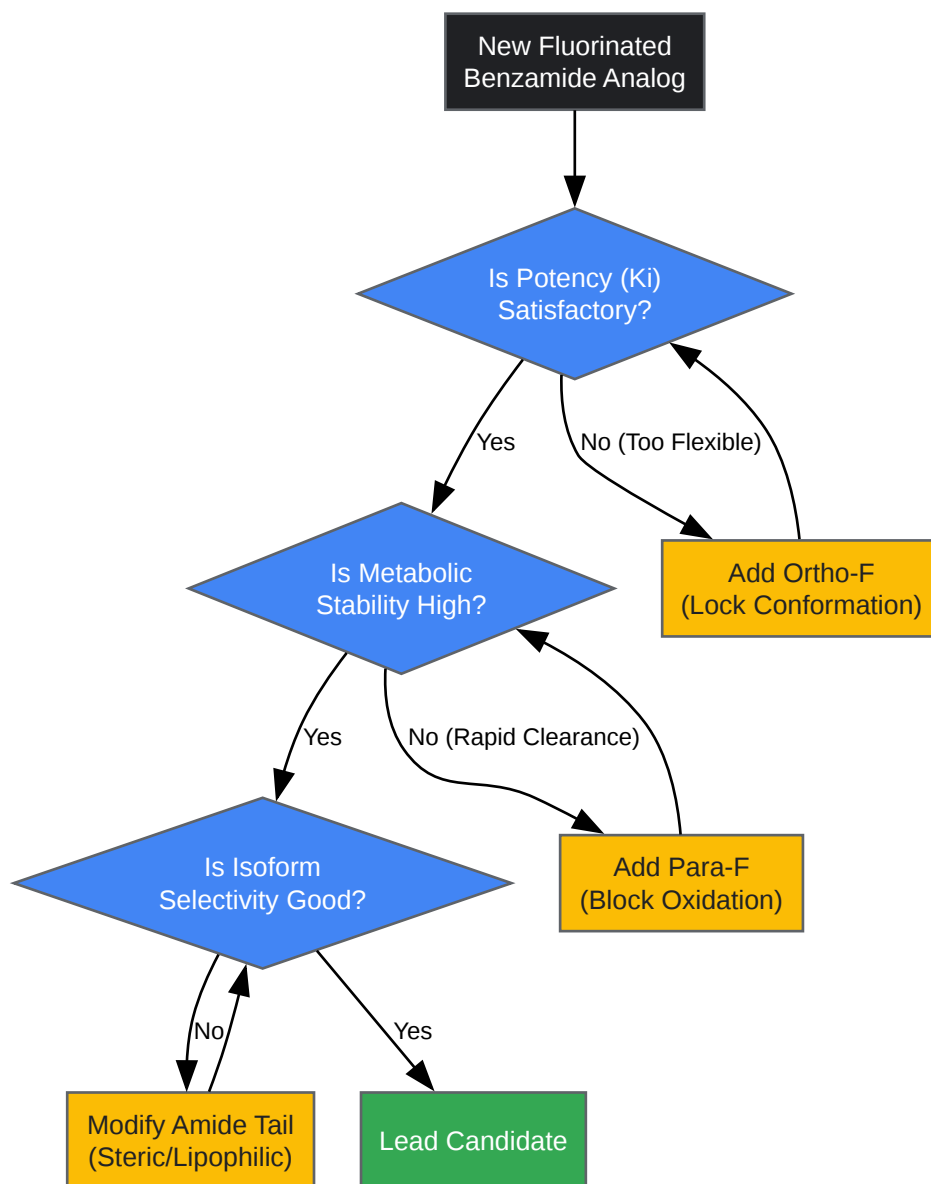 New Fluorinated
Benzamide Analog
Is Potency (Ki)
Satisfactory?
Yes
No (Too Flexible)
Is Metabolic
Stability High?
Add Ortho-F
(Lock Conformation)
Yes
No (Rapid Clearance)
Is Isoform
Selectivity Good?
Add Para-F
(Block Oxidation)
No
Yes
Modify Amide Tail
(Steric/Lipophilic)
Lead Candidate